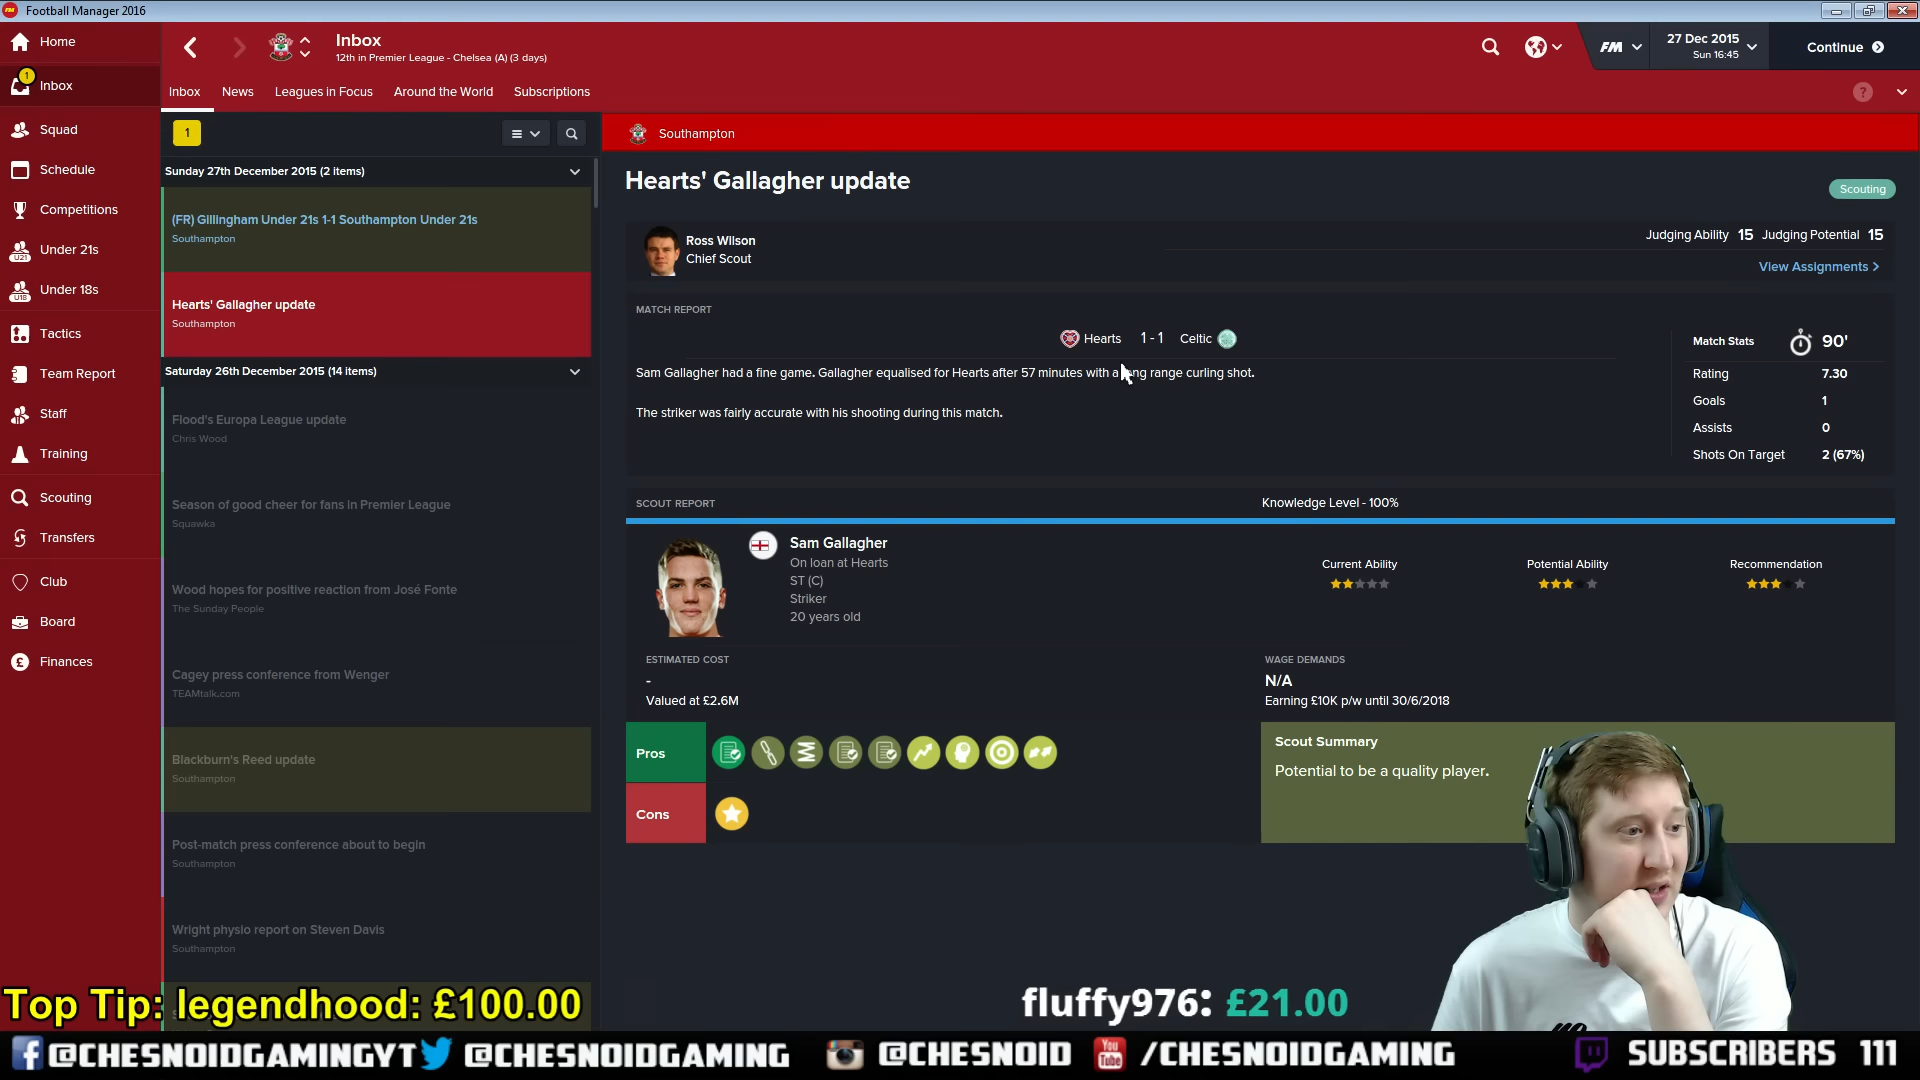 Football Manager 2016
Home
1
Inbox
Squad
Schedule
Competitions
U21
Under 21s
U18
Under 18s
Tactics
Team Report
Staff
Training
Scouting
Transfers
Club
Board
Finances
Inbox
12th in Premier League - Chelsea (A) (3 days)
FM
27 Dec 2015
Sun 16:45
Continue
Inbox
News
Leagues in Focus
Around the World
Subscriptions
?
1
Sunday 27th December 2015 (2 items)
(FR) Gillingham Under 21s 1-1 Southampton Under 21s
Southampton
Hearts' Gallagher update
Southampton
Saturday 26th December 2015 (14 items)
Flood's Europa League update
Chris Wood
Season of good cheer for fans in Premier League
Squawka
Wood hopes for positive reaction from José Fonte
The Sunday People
Cagey press conference from Wenger
TEAMtalk.com
Blackburn's Reed update
Southampton
Post-match press conference about to begin
Southampton
Wright physio report on Steven Davis
Southampton
Southampton
Hearts' Gallagher update
Scouting
Ross Wilson
Chief Scout
Judging Ability 15 Judging Potential 15
View Assignments >
MATCH REPORT
Hearts 1 - 1 Celtic
Sam Gallagher had a fine game. Gallagher equalised for Hearts after 57 minutes with a long range curling shot.
The striker was fairly accurate with his shooting during this match.
Match Stats 90'
Rating 7.30
Goals 1
Assists 0
Shots On Target 2 (67%)
SCOUT REPORT
Knowledge Level - 100%
Sam Gallagher
On loan at Hearts
ST (C)
Striker
20 years old
Current Ability
Potential Ability
Recommendation
ESTIMATED COST
-
Valued at £2.6M
WAGE DEMANDS
N/A
Earning £10K p/w until 30/6/2018
Pros
Cons
Scout Summary
Potential to be a quality player.
Top Tip: legendhood: £100.00
fluffy976: £21.00
@CHESNOIDGAMINGYT
@CHESNOIDGAMING
@CHESNOID
You Tube
/CHESNOIDGAMING
SUBSCRIBERS 111